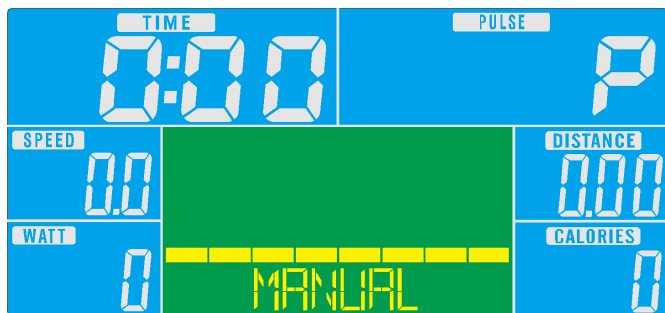 TIME PULSE
0:00 P
SPEED DISTANCE
0.0 0.00
WATT CALORIES
0 0
MANUAL